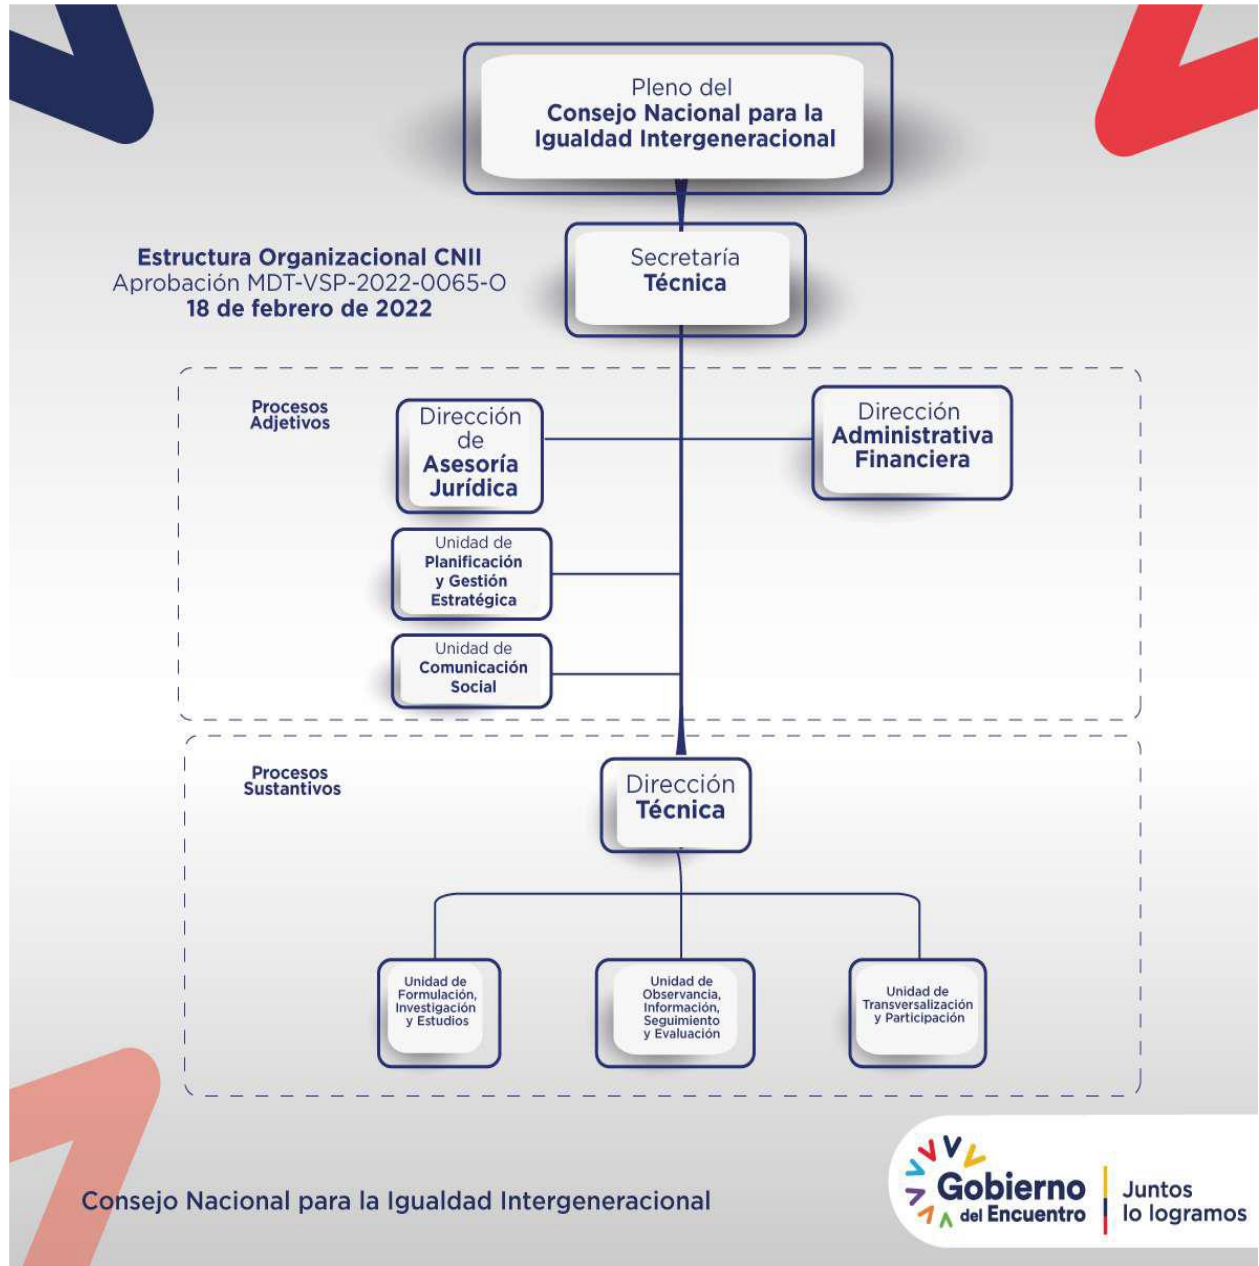 Pleno del
Consejo Nacional para la
Igualdad Intergeneracional
Estructura Organizacional CNII
Aprobación MDT-VSP-2022-0065-O
18 de febrero de 2022
Secretaría
Técnica
Procesos
Adjetivos
Dirección
de
Asesoría
Jurídica
Dirección
Administrativa
Financiera
Unidad de
Planificación
y Gestión
Estratégica
Unidad de
Comunicación
Social
Procesos
Sustantivos
Dirección
Técnica
Unidad de
Formulación,
Investigación
y Estudios
Unidad de
Observancia,
Información,
Seguimiento
y Evaluación
Unidad de
Transversalización
y Participación
Consejo Nacional para la Igualdad Intergeneracional
Gobierno
del Encuentro
Juntos
lo logramos